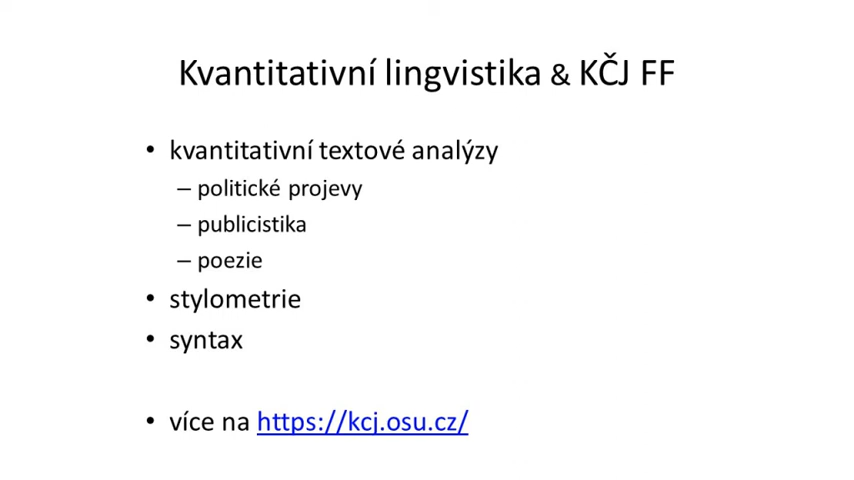 Kvantitativní lingvistika & KČJ FF
• kvantitativní textové analýzy
– politické projevy
– publicistika
– poezie
• stylometrie
• syntax
• více na https://kcj.osu.cz/